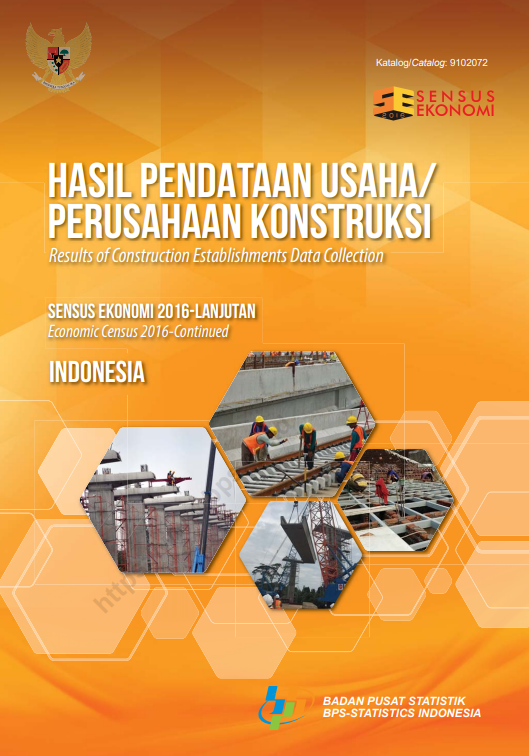 Katalog/Catalog: 9102072
SENSUS
EKONOMI
2016
HASIL PENDATAAN USAHA/
PERUSAHAAN KONSTRUKSI
Results of Construction Establishments Data Collection
SENSUS EKONOMI 2016-LANJUTAN
Economic Census 2016-Continued
INDONESIA
BADAN PUSAT STATISTIK
BPS-STATISTICS INDONESIA